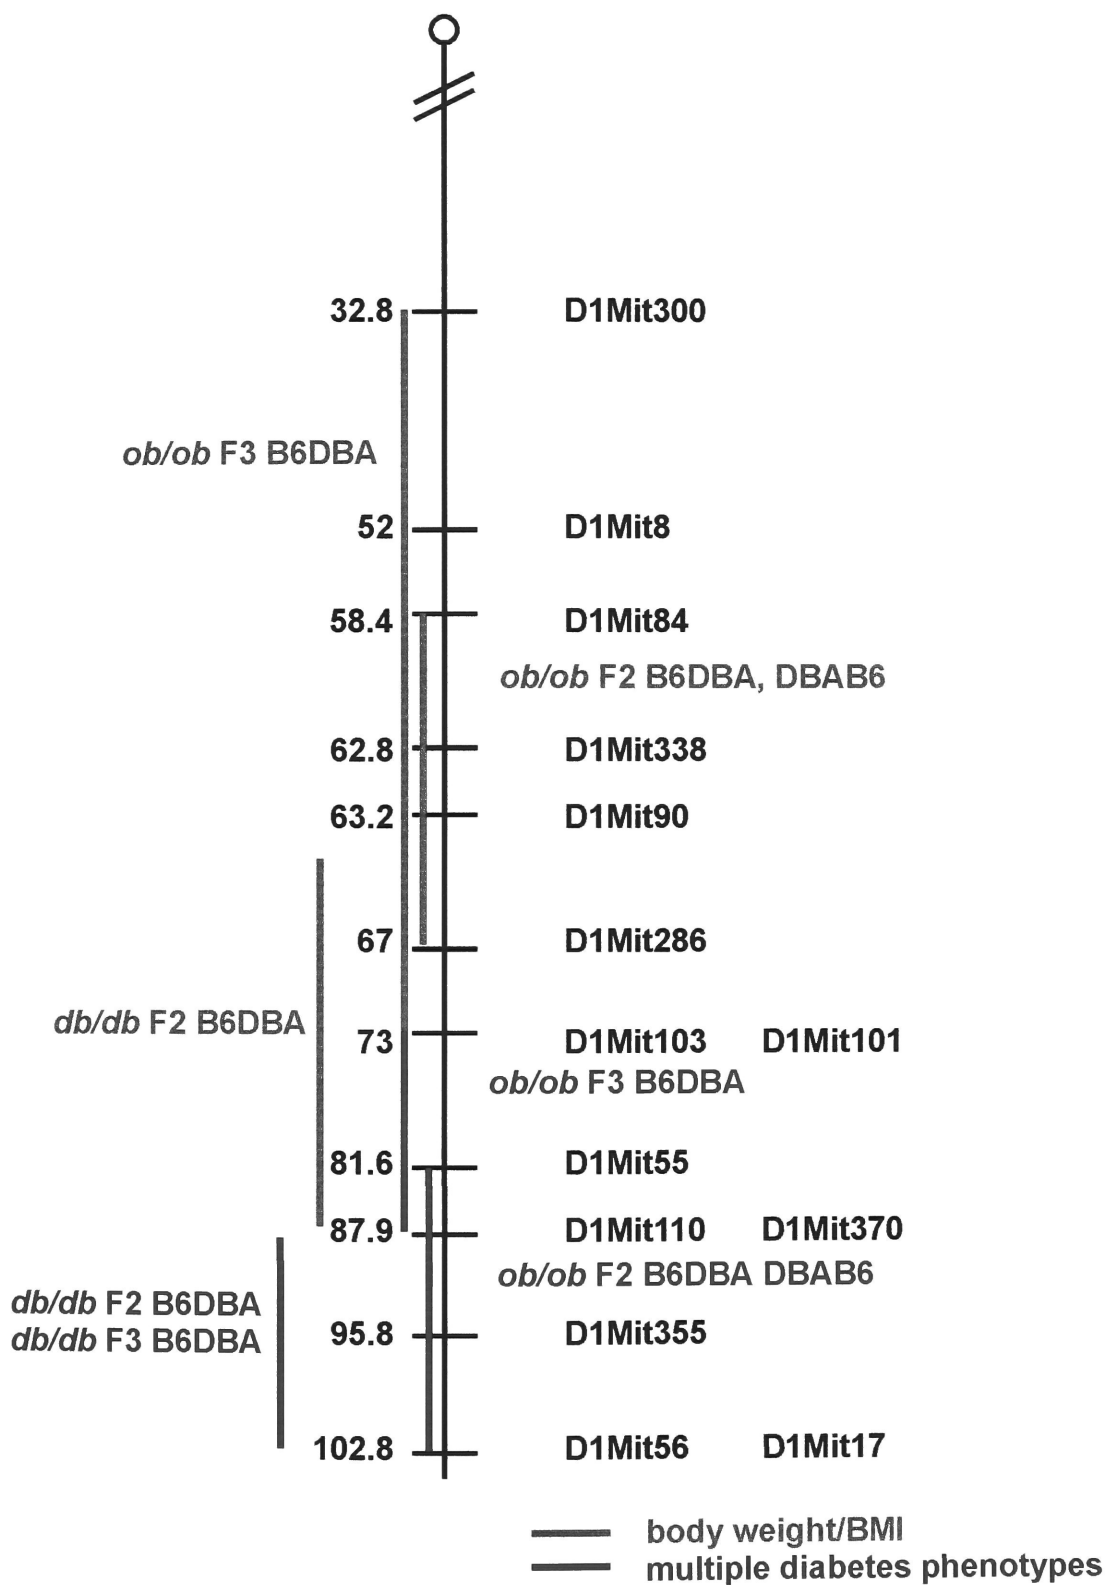 32.8 D1Mit300
ob/ob F3 B6DBA
52 D1Mit8
58.4 D1Mit84
ob/ob F2 B6DBA, DBAB6
62.8 D1Mit338
63.2 D1Mit90
67 D1Mit286
db/db F2 B6DBA
73 D1Mit103 D1Mit101
ob/ob F3 B6DBA
81.6 D1Mit55
87.9 D1Mit110 D1Mit370
ob/ob F2 B6DBA DBAB6
db/db F2 B6DBA
db/db F3 B6DBA
95.8 D1Mit355
102.8 D1Mit56 D1Mit17
body weight/BMI
multiple diabetes phenotypes